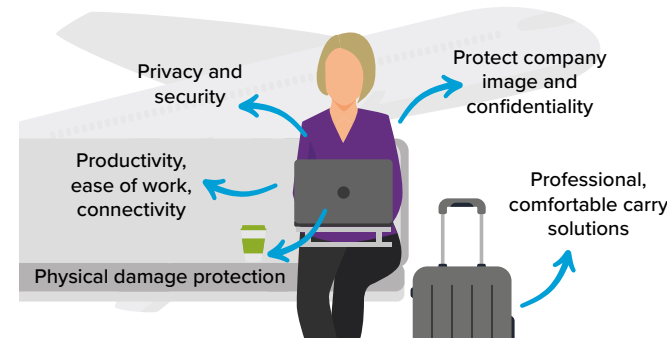 Privacy and
security
Protect company
image and
confidentiality
Productivity,
ease of work,
connectivity
Professional,
comfortable carry
solutions
Physical damage protection